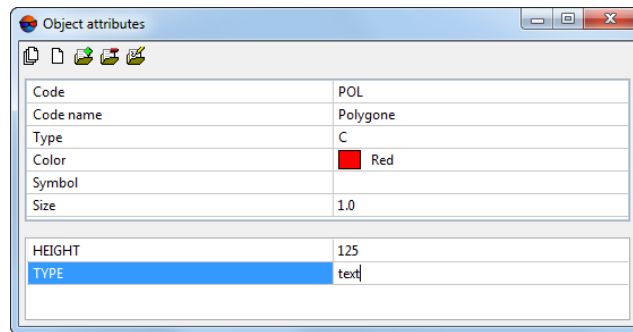 Object attributes
Code POL
Code name Polygone
Type C
Color Red
Symbol
Size 1.0
HEIGHT 125
TYPE text